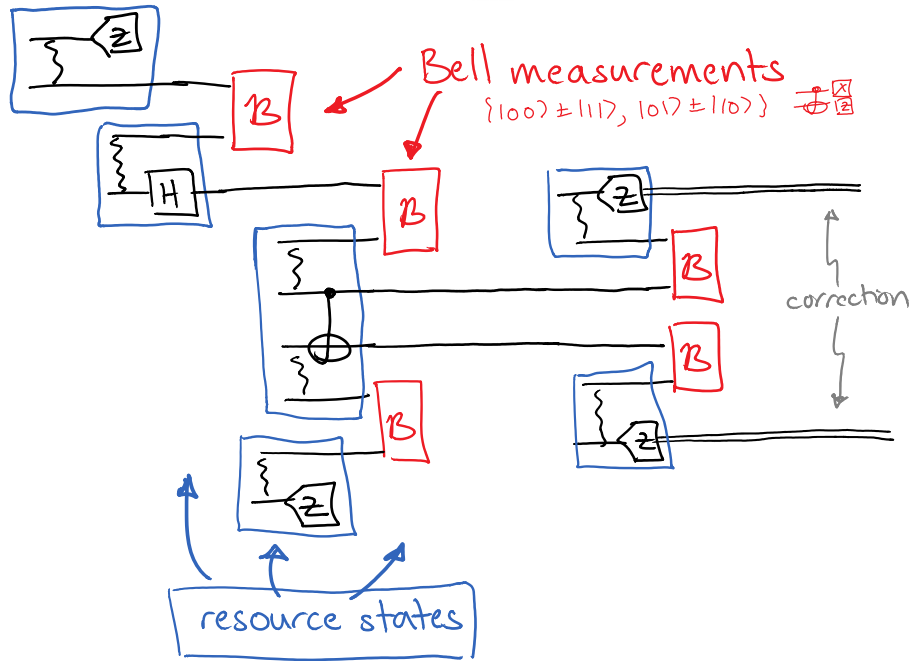 Z
B
Bell measurements
{|00⟩ ± |11⟩, |01⟩ ± |10⟩}
X
Z
H
B
Z
B
correction
B
B
Z
Z
resource states